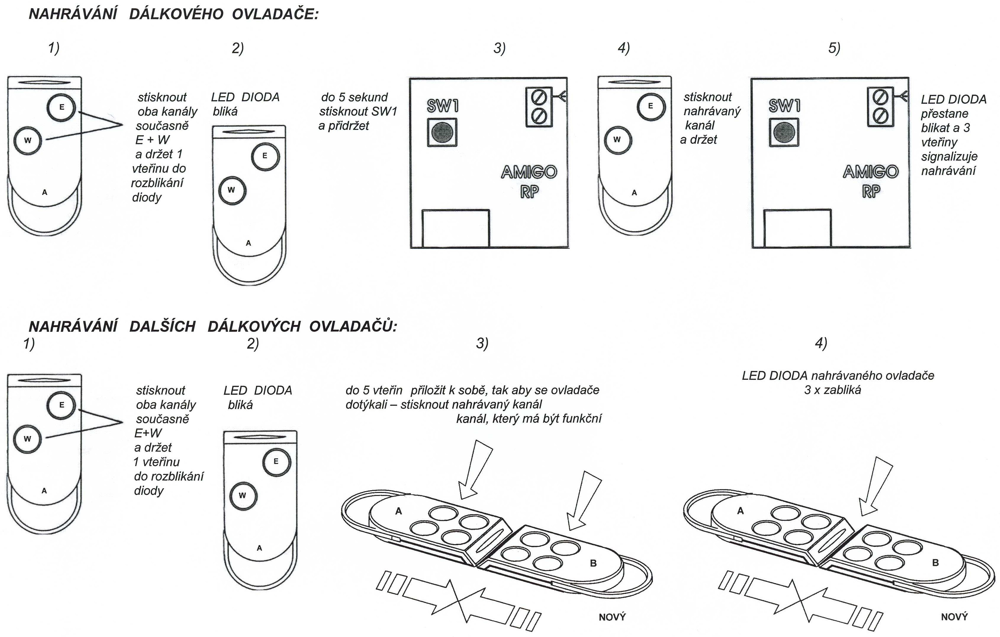 NAHRÁVÁNÍ DÁLKOVÉHO OVLADAČE:
1)
2)
3)
4)
5)
E
W
A
stisknout
oba kanály
současně
E + W
a držet 1
vteřinu do
rozblikání
diody
LED DIODA
bliká
E
W
A
do 5 sekund
stisknout SW1
a přidržet
SW1
AMIGO
RP
E
W
A
stisknout
nahrávaný
kanál
a držet
SW1
AMIGO
RP
LED DIODA
přestane
blikat a 3
vteřiny
signalizuje
nahrávání
NAHRÁVÁNÍ DALŠÍCH DÁLKOVÝCH OVLADAČŮ:
1)
2)
3)
4)
E
W
A
stisknout
oba kanály
současně
E+W
a držet
1 vteřinu
do rozblikání
diody
LED DIODA
bliká
E
W
A
do 5 vteřin přiložit k sobě, tak aby se ovladače
dotýkali – stisknout nahrávaný kanál
kanál, který má být funkční
A
B
NOVÝ
LED DIODA nahrávaného ovladače
3 x zabliká
A
B
NOVÝ